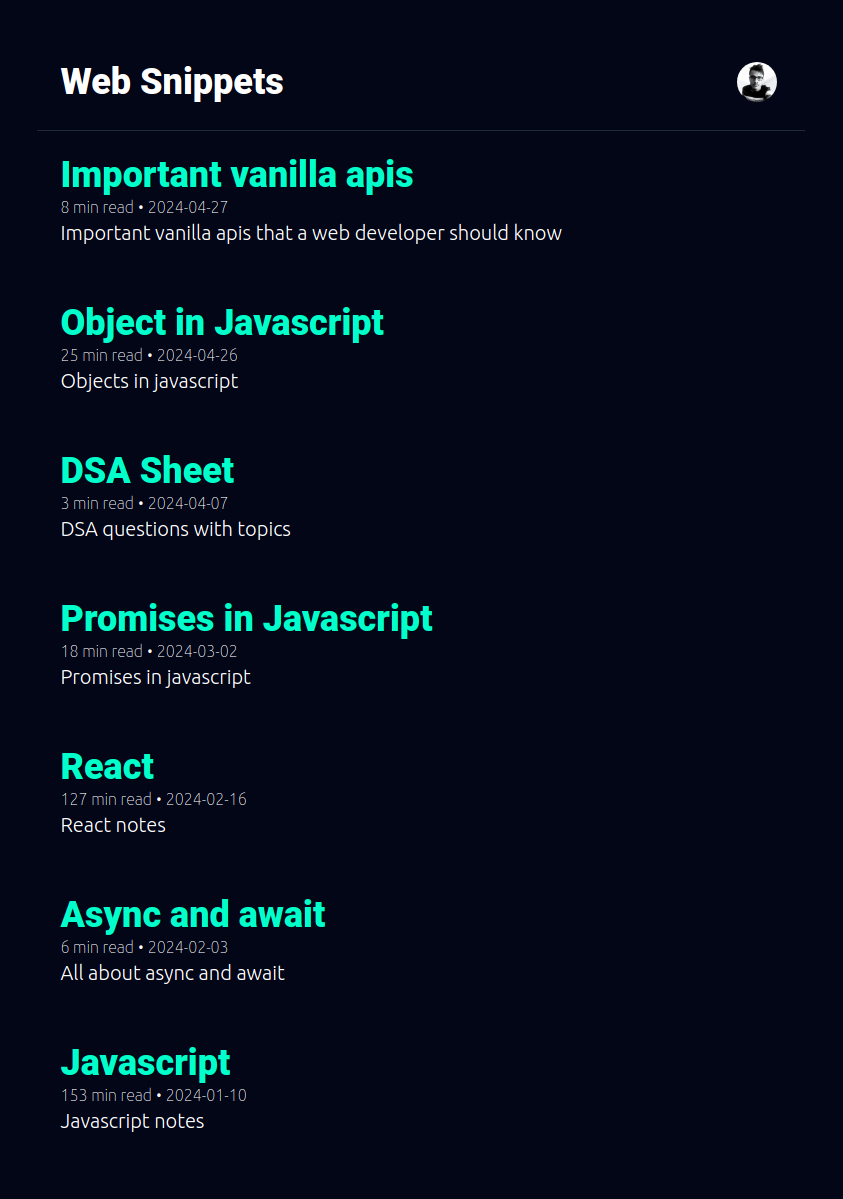 Web Snippets
Important vanilla apis
8 min read • 2024-04-27
Important vanilla apis that a web developer should know
Object in Javascript
25 min read • 2024-04-26
Objects in javascript
DSA Sheet
3 min read • 2024-04-07
DSA questions with topics
Promises in Javascript
18 min read • 2024-03-02
Promises in javascript
React
127 min read • 2024-02-16
React notes
Async and await
6 min read • 2024-02-03
All about async and await
Javascript
153 min read • 2024-01-10
Javascript notes